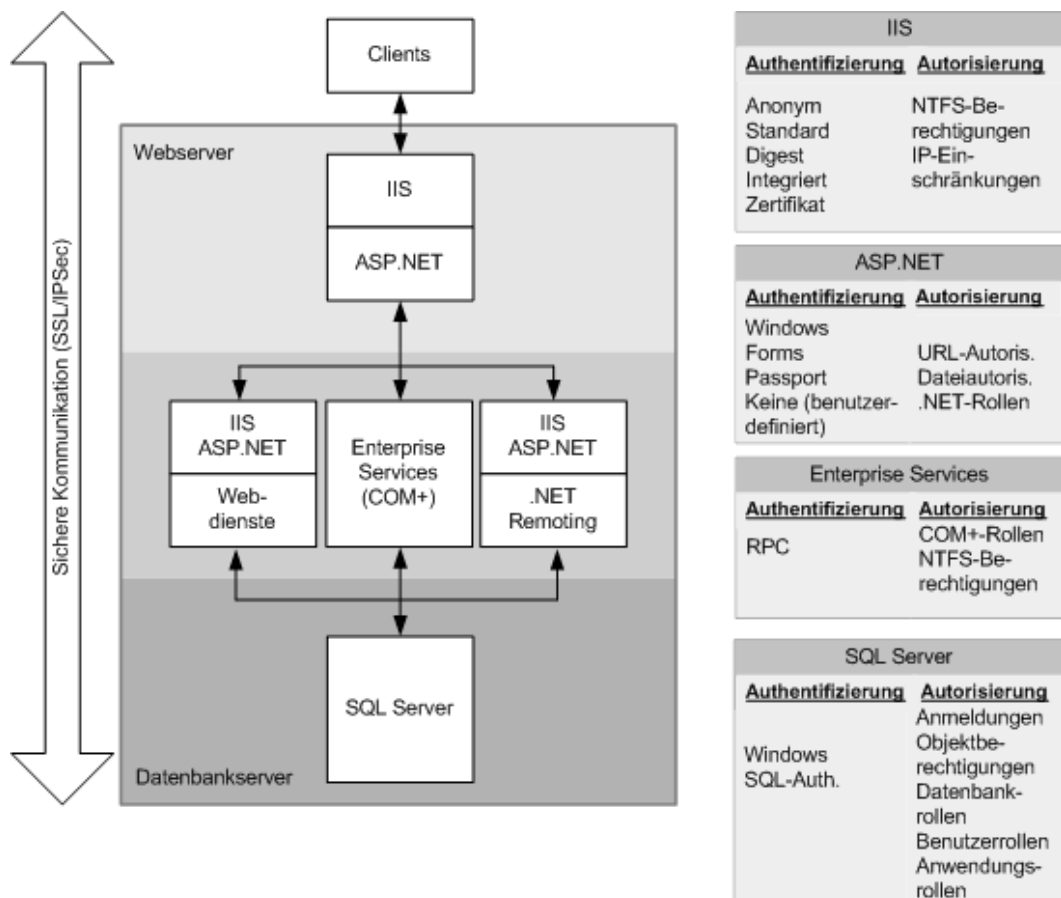 Sichere Kommunikation (SSL/IPSec)
Clients
Webserver
IIS
ASP.NET
IIS
ASP.NET
Web-
dienste
Enterprise
Services
(COM+)
IIS
ASP.NET
.NET
Remoting
SQL Server
Datenbankserver
IIS
Authentifizierung Autorisierung
Anonym NTFS-Be-
Standard rechtigungen
Digest IP-Ein-
Integriert schränkungen
Zertifikat
ASP.NET
Authentifizierung Autorisierung
Windows
Forms URL-Autoris.
Passport Dateiautoris.
Keine (benutzer- .NET-Rollen
definiert)
Enterprise Services
Authentifizierung Autorisierung
RPC
COM+-Rollen
NTFS-Be-
rechtigungen
SQL Server
Authentifizierung Autorisierung
Windows
SQL-Auth.
Anmeldungen
Objektbe-
rechtigungen
Datenbank-
rollen
Benutzerrollen
Anwendungs-
rollen